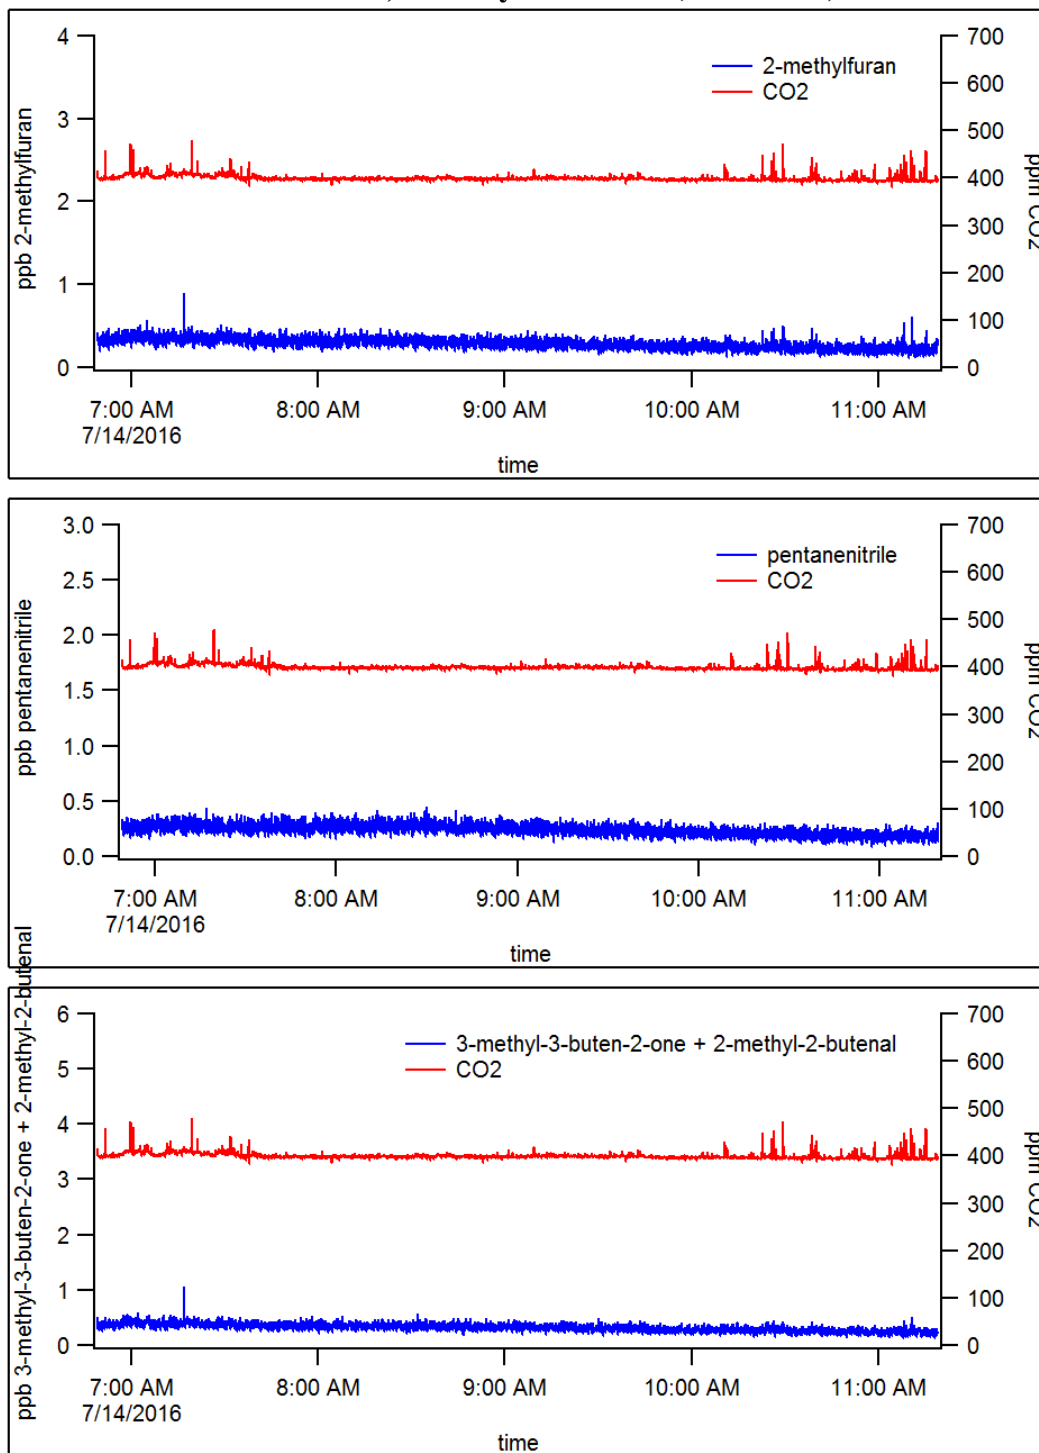 4
3
2
1
0
ppb 2-methylfuran
700
600
500
400
300
200
100
0
ppm CO2
2-methylfuran
CO2
7:00 AM
7/14/2016
8:00 AM
9:00 AM
10:00 AM
11:00 AM
time
3.0
2.5
2.0
1.5
1.0
0.5
0.0
ppb pentanenitrile
700
600
500
400
300
200
100
0
ppm CO2
pentanenitrile
CO2
7:00 AM
7/14/2016
8:00 AM
9:00 AM
10:00 AM
11:00 AM
time
6
5
4
3
2
1
0
ppb 3-methyl-3-buten-2-one + 2-methyl-2-butenal
700
600
500
400
300
200
100
0
ppm CO2
3-methyl-3-buten-2-one + 2-methyl-2-butenal
CO2
7:00 AM
7/14/2016
8:00 AM
9:00 AM
10:00 AM
11:00 AM
time